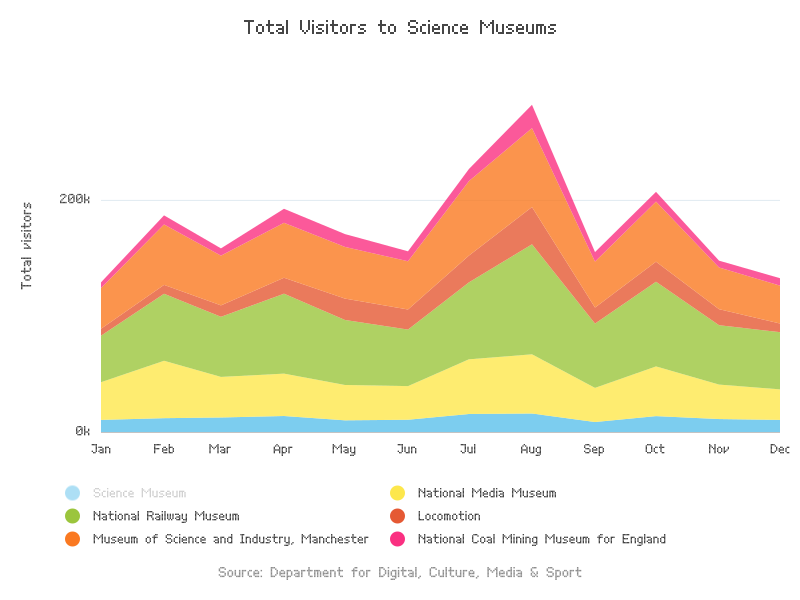 Total Visitors to Science Museums
Total visitors
200k
0k
Jan Feb Mar Apr May Jun Jul Aug Sep Oct Nov Dec
Science Museum National Media Museum
National Railway Museum Locomotion
Museum of Science and Industry, Manchester National Coal Mining Museum for England
Source: Department for Digital, Culture, Media & Sport